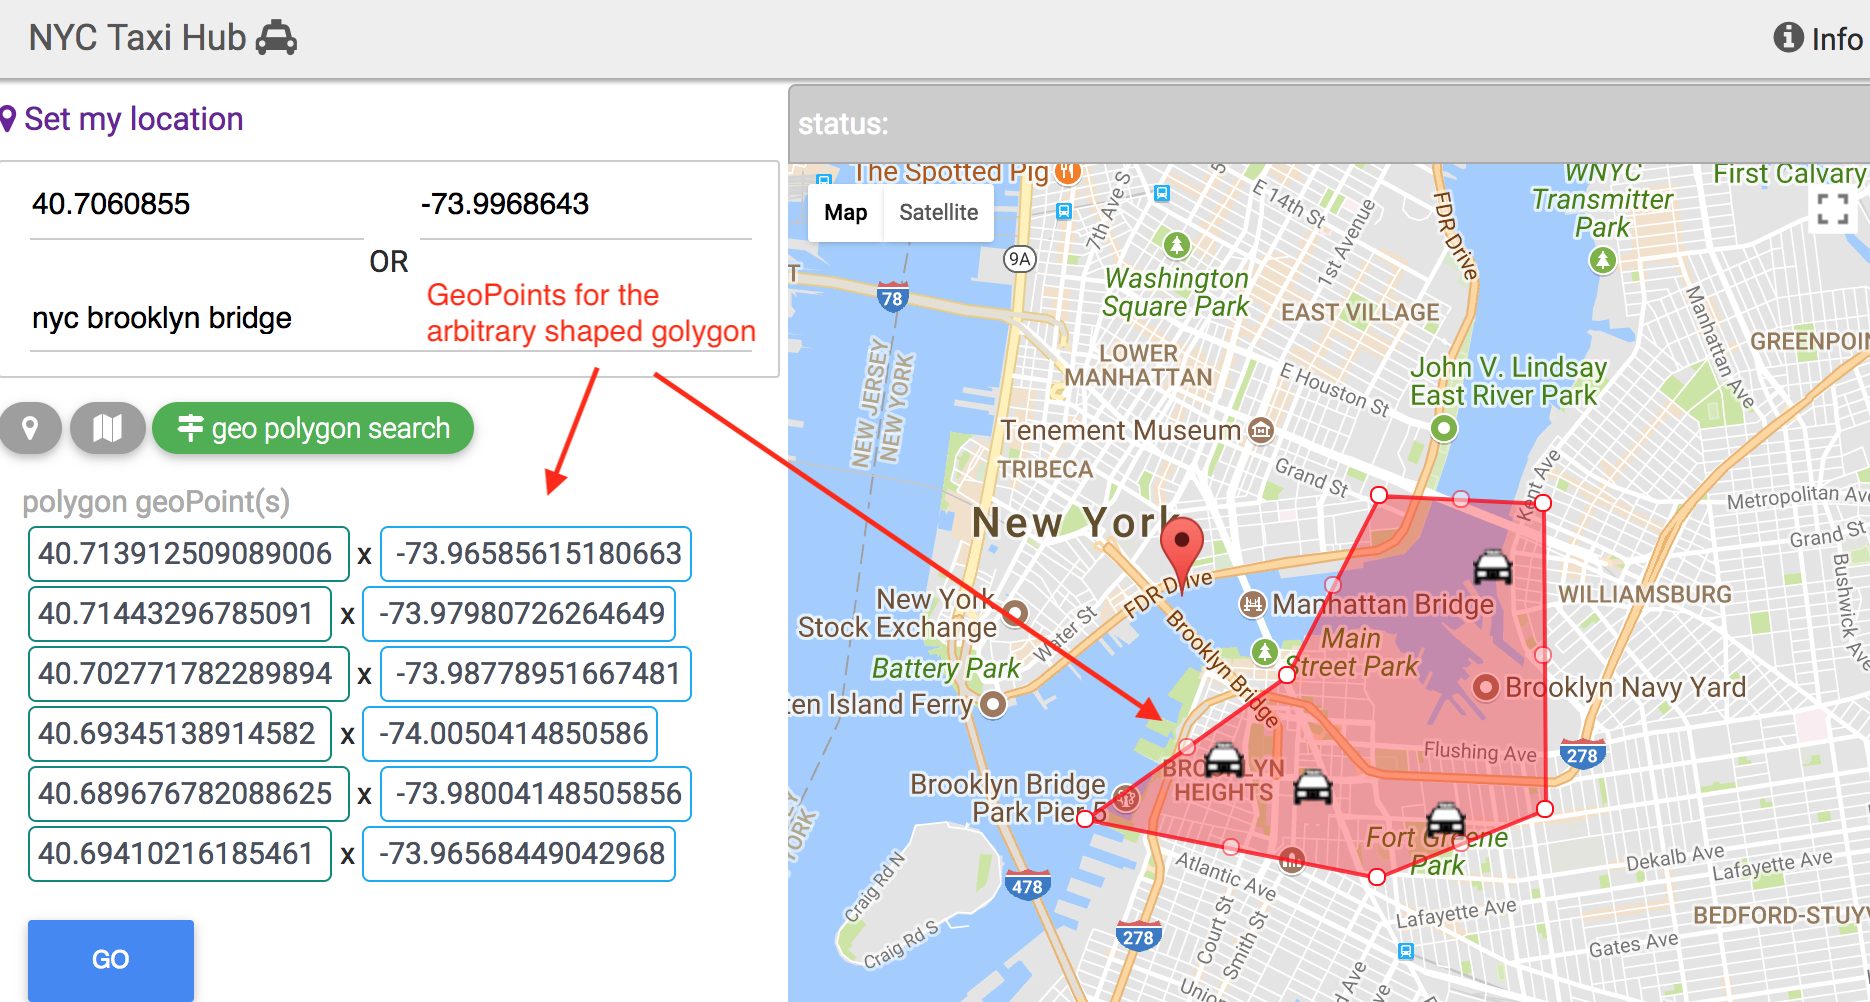 NYC Taxi Hub
Info
Set my location
40.7060855
-73.9968643
OR
nyc brooklyn bridge
GeoPoints for the
arbitrary shaped golygon
geo polygon search
polygon geoPoint(s)
40.713912509089006 x -73.96585615180663
40.71443296785091 x -73.97980726264649
40.702771782289894 x -73.98778951667481
40.69345138914582 x -74.0050414850586
40.689676782088625 x -73.98004148505856
40.69410216185461 x -73.96568449042968
GO
status:
The Spotted Pig
Map
Satellite
7th Ave S
5
E 14th St
1st Avenue
FDR Drive
WNYC
Transmitter
Park
First Calvary
9A
T
78
Washington
Square Park
EAST VILLAGE
Manhattan Ave
GREENPOI
NEW JERSEY
NEW YORK
LOWER
MANHATTAN
E Houston St
John V. Lindsay
East River Park
Tenement Museum
TRIBECA
Grand St
Kent Ave
Metropolitan Av
Grand St
New York
Bushwick Av
FDR Drive
WILLIAMSBURG
New York
Stock Exchange
Water St
Manhattan Bridge
Main
Street Park
Brooklyn Bridge
Battery Park
ten Island Ferry
Brooklyn Navy Yard
Flushing Ave
278
BROOKLYN
HEIGHTS
Brooklyn Bridge
Park Pier 5
YORK
Fort Greene
Park
Atlantic Ave
Dekalb Ave
Lafayette Ave
Craig Rd N
Craig Rd S
478
278
Court St
Smith St
Lafayette Ave
BEDFORD-STUY
Gates Ave
Union
d Ave